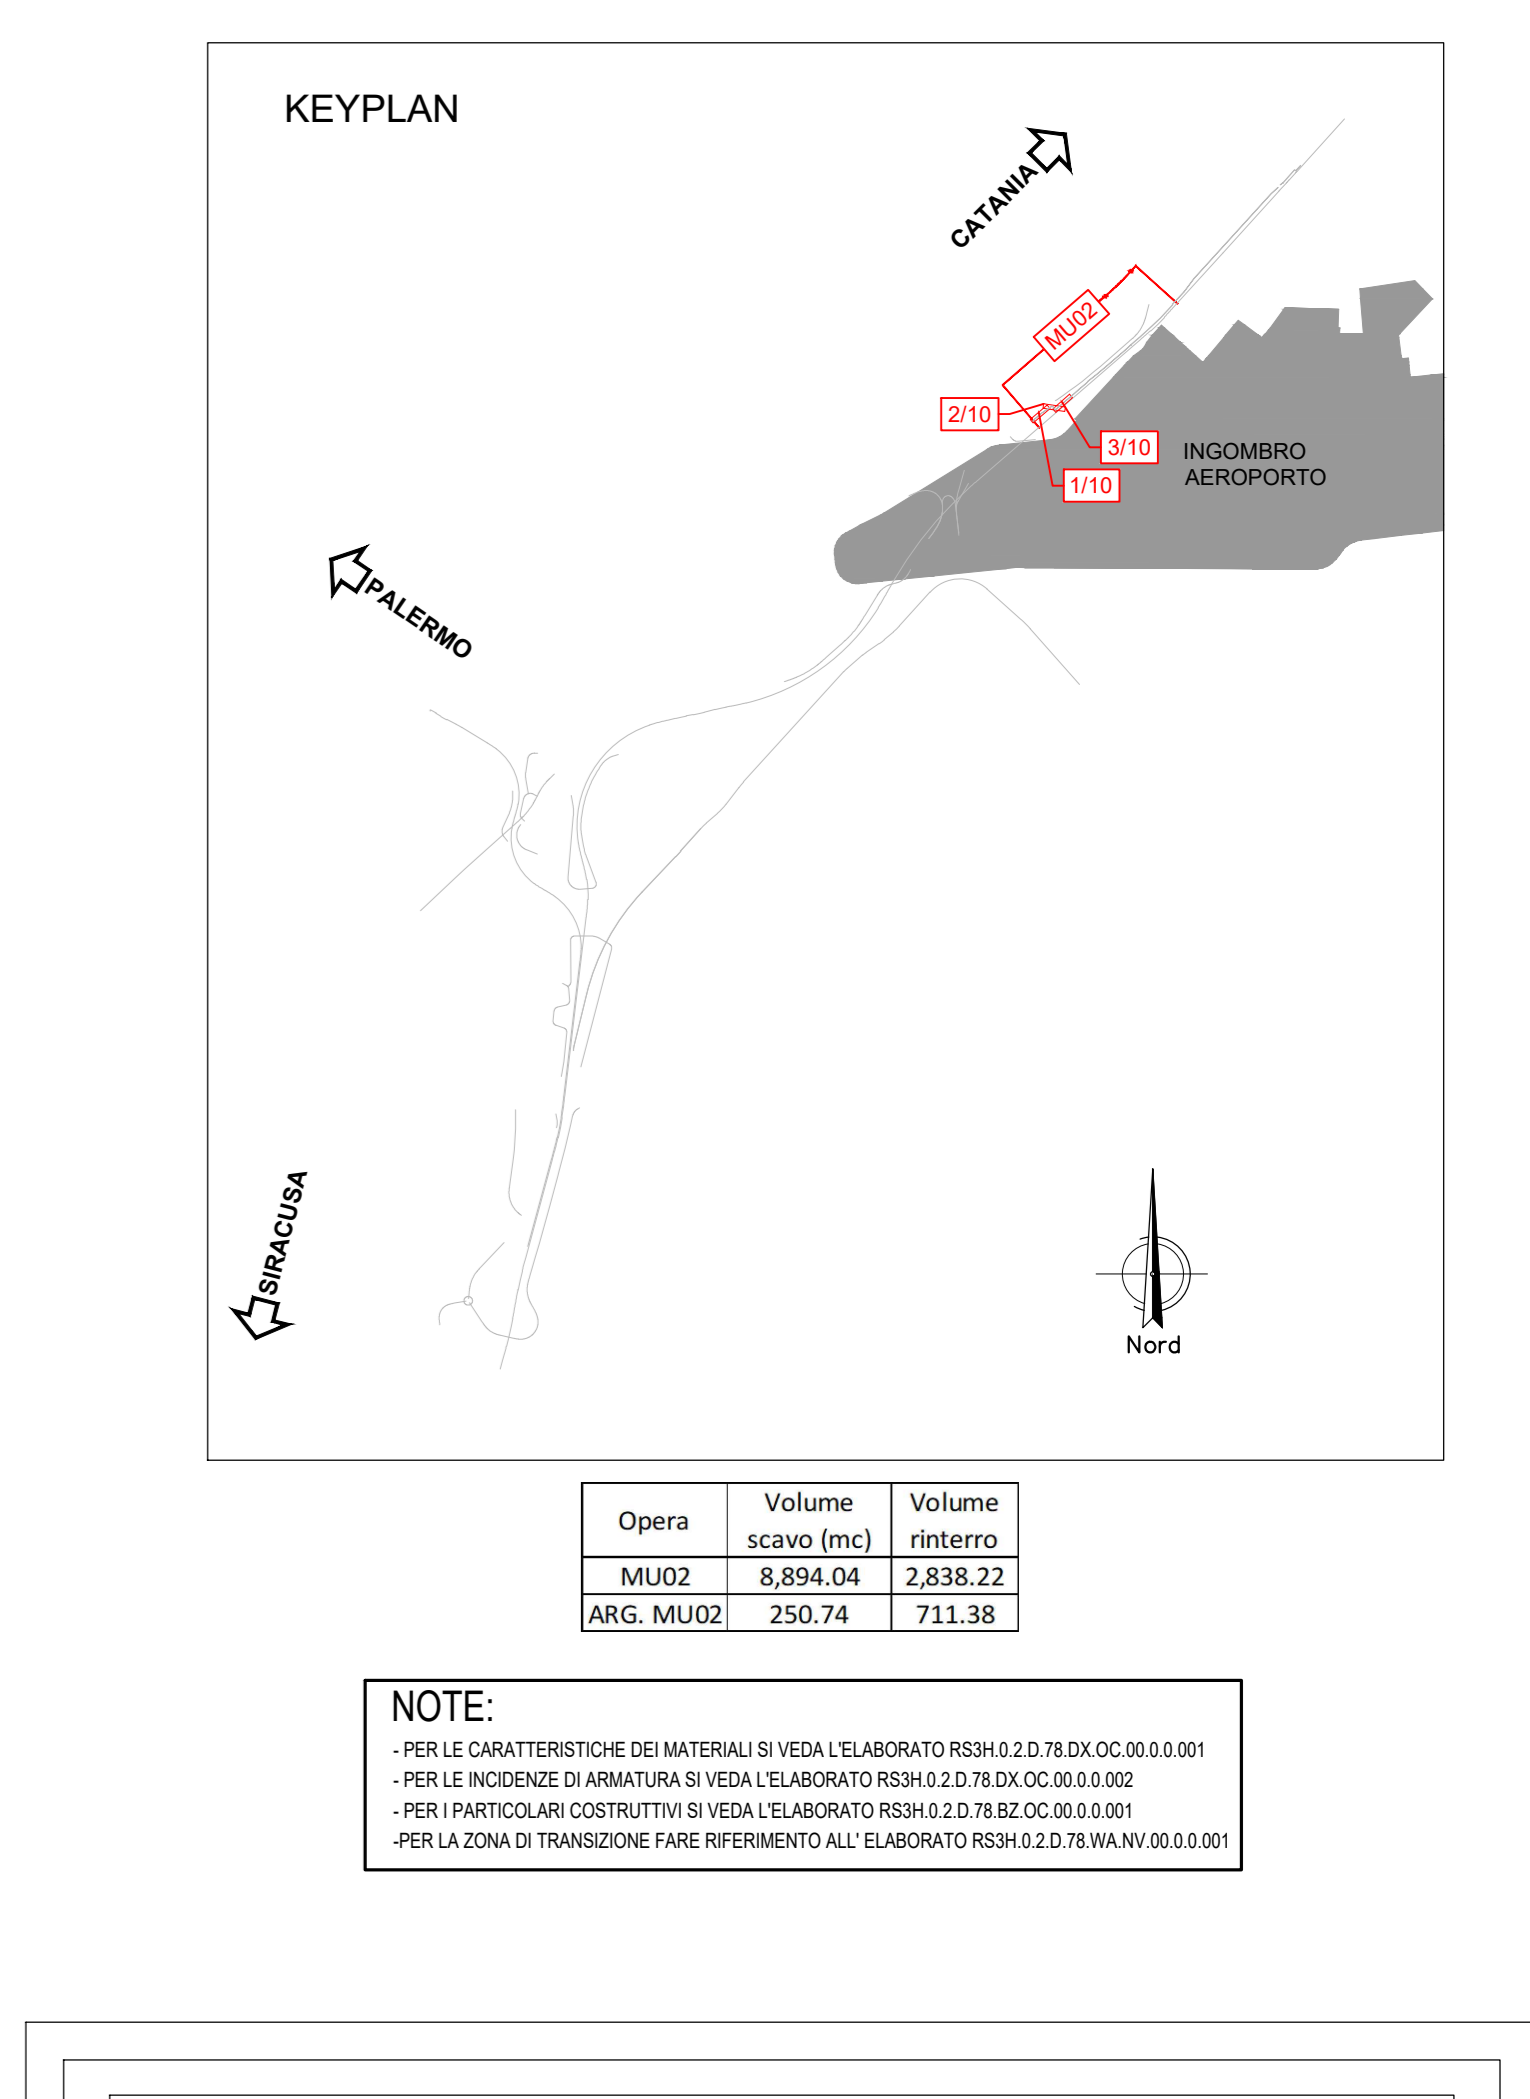 KEYPLAN
CATANIA
MU02
2/10
3/10
1/10
INGOMBRO
AEROPORTO
PALERMO
SIRACUSA
Nord
Opera Volume scavo (mc) Volume rinterro
MU02 8,894.04 2,838.22
ARG. MU02 250.74 711.38
NOTE:
- PER LE CARATTERISTICHE DEI MATERIALI SI VEDA L'ELABORATO RS3H.0.2.D.78.DX.OC.00.0.0.001
- PER LE INCIDENZE DI ARMATURA SI VEDA L'ELABORATO RS3H.0.2.D.78.DX.OC.00.0.0.002
- PER I PARTICOLARI COSTRUTTIVI SI VEDA L'ELABORATO RS3H.0.2.D.78.BZ.OC.00.0.0.001
-PER LA ZONA DI TRANSIZIONE FARE RIFERIMENTO ALL' ELABORATO RS3H.0.2.D.78.WA.NV.00.0.0.001